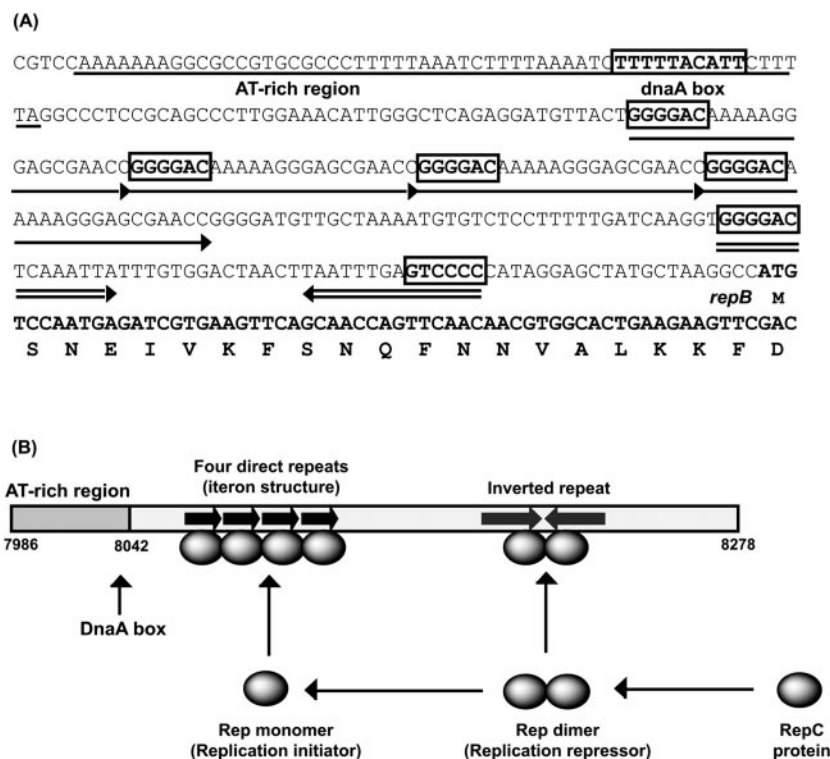 (A)
CGTCCAAAAAAAGGCGCCGTGCGCCCTTTTTAAATCTTTTAAAATCTTTTTACATTCTTT
AT-rich region dnaA box
TAGGCCCTCCGCAGCCCTTGGAAACATTGGGCTCAGAGGATGTTACTGGGGACAAAAAGG
GAGCGAACCGGGGACAAAAAGGGAGCGAACCGGGGACAAAAAGGGAGCGAACCGGGGACA
AAAAGGGAGCGAACCGGGGATGTTGCTAAAATGTGTCTCCTTTTTGATCAAGGTGGGGAC
TCAAATTATTTGTGGACTAACTTAATTTGAGTCCCCCATAGGAGCTATGCTAAGGCCATG
repB M
TCCAATGAGATCGTGAAGTTCAGCAACCAGTTCAACAACGTGGCACTGAAGAAGTTCGAC
S N E I V K F S N Q F N N V A L K K F D
(B)
Four direct repeats
(iteron structure)
Inverted repeat
AT-rich region
7986 8042 8278
DnaA box
Rep monomer
(Replication initiator)
Rep dimer
(Replication repressor)
RepC
protein